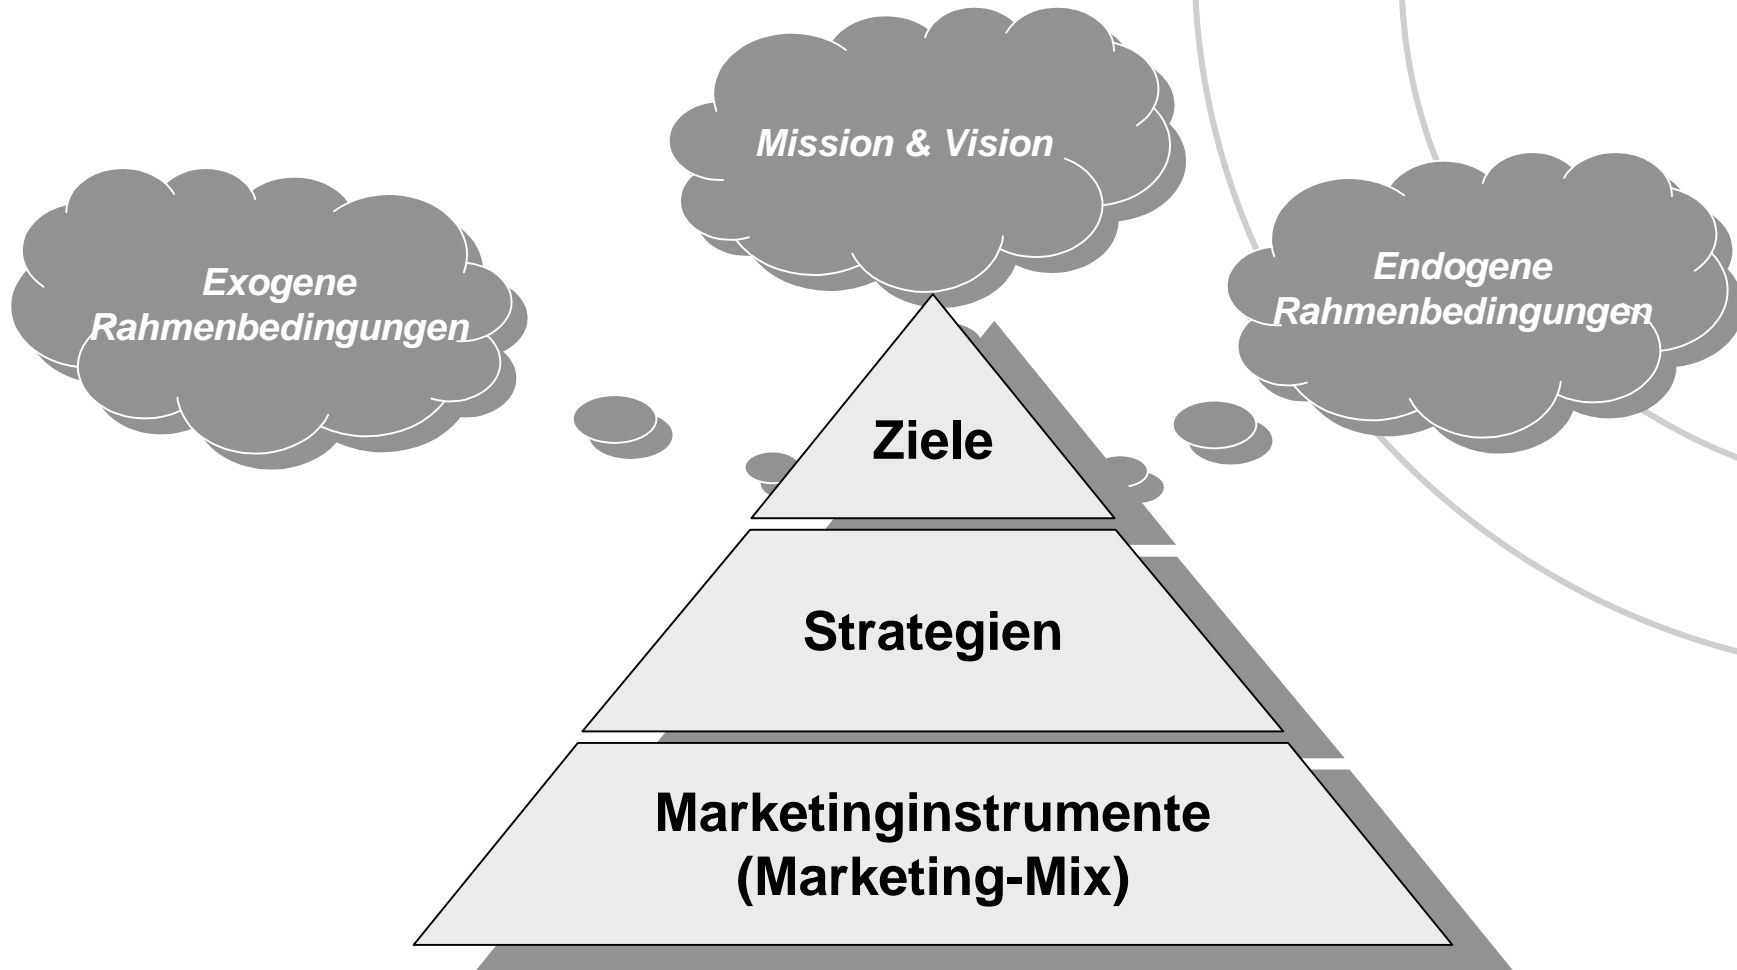 Mission & Vision
Exogene
Rahmenbedingungen
Endogene
Rahmenbedingungen
Ziele
Strategien
Marketinginstrumente
(Marketing-Mix)